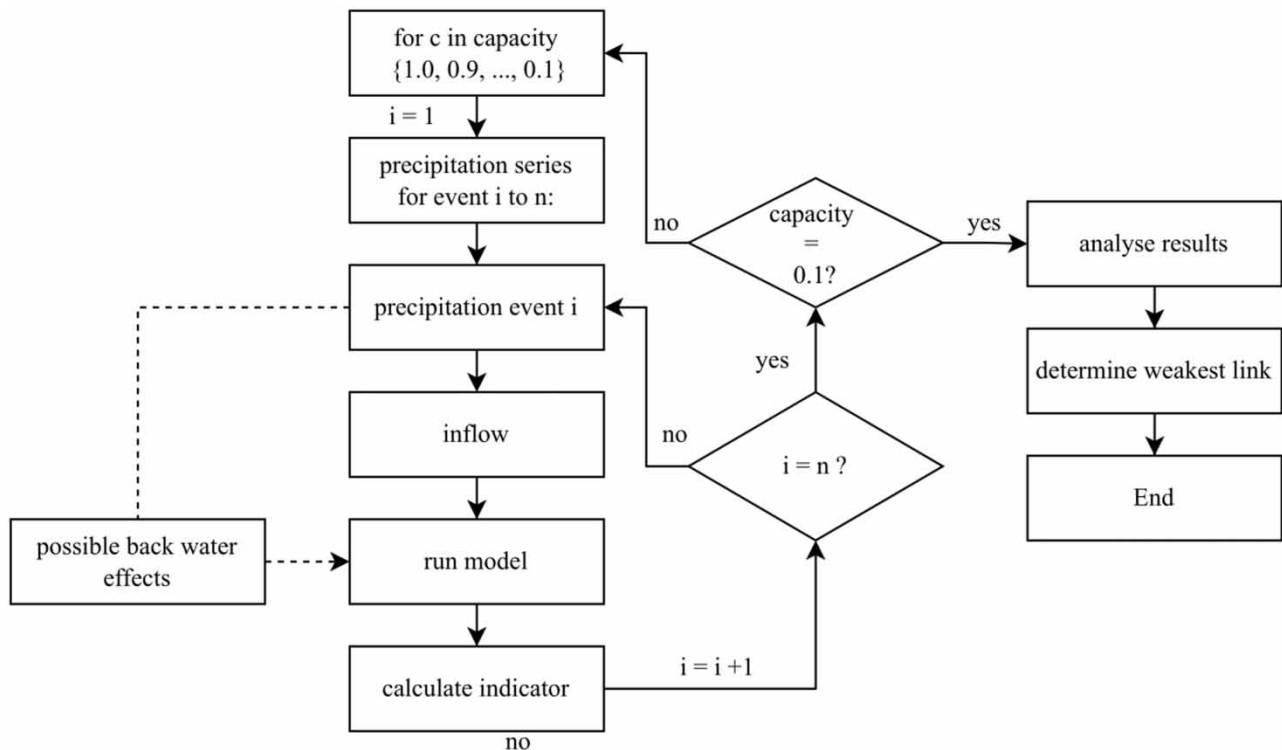 for c in capacity
{1.0, 0.9, ..., 0.1}
i = 1
precipitation series
for event i to n:
precipitation event i
inflow
possible back water
effects
run model
calculate indicator
no
i = i +1
i = n ?
no
yes
capacity
=
0.1?
no
yes
analyse results
determine weakest link
End